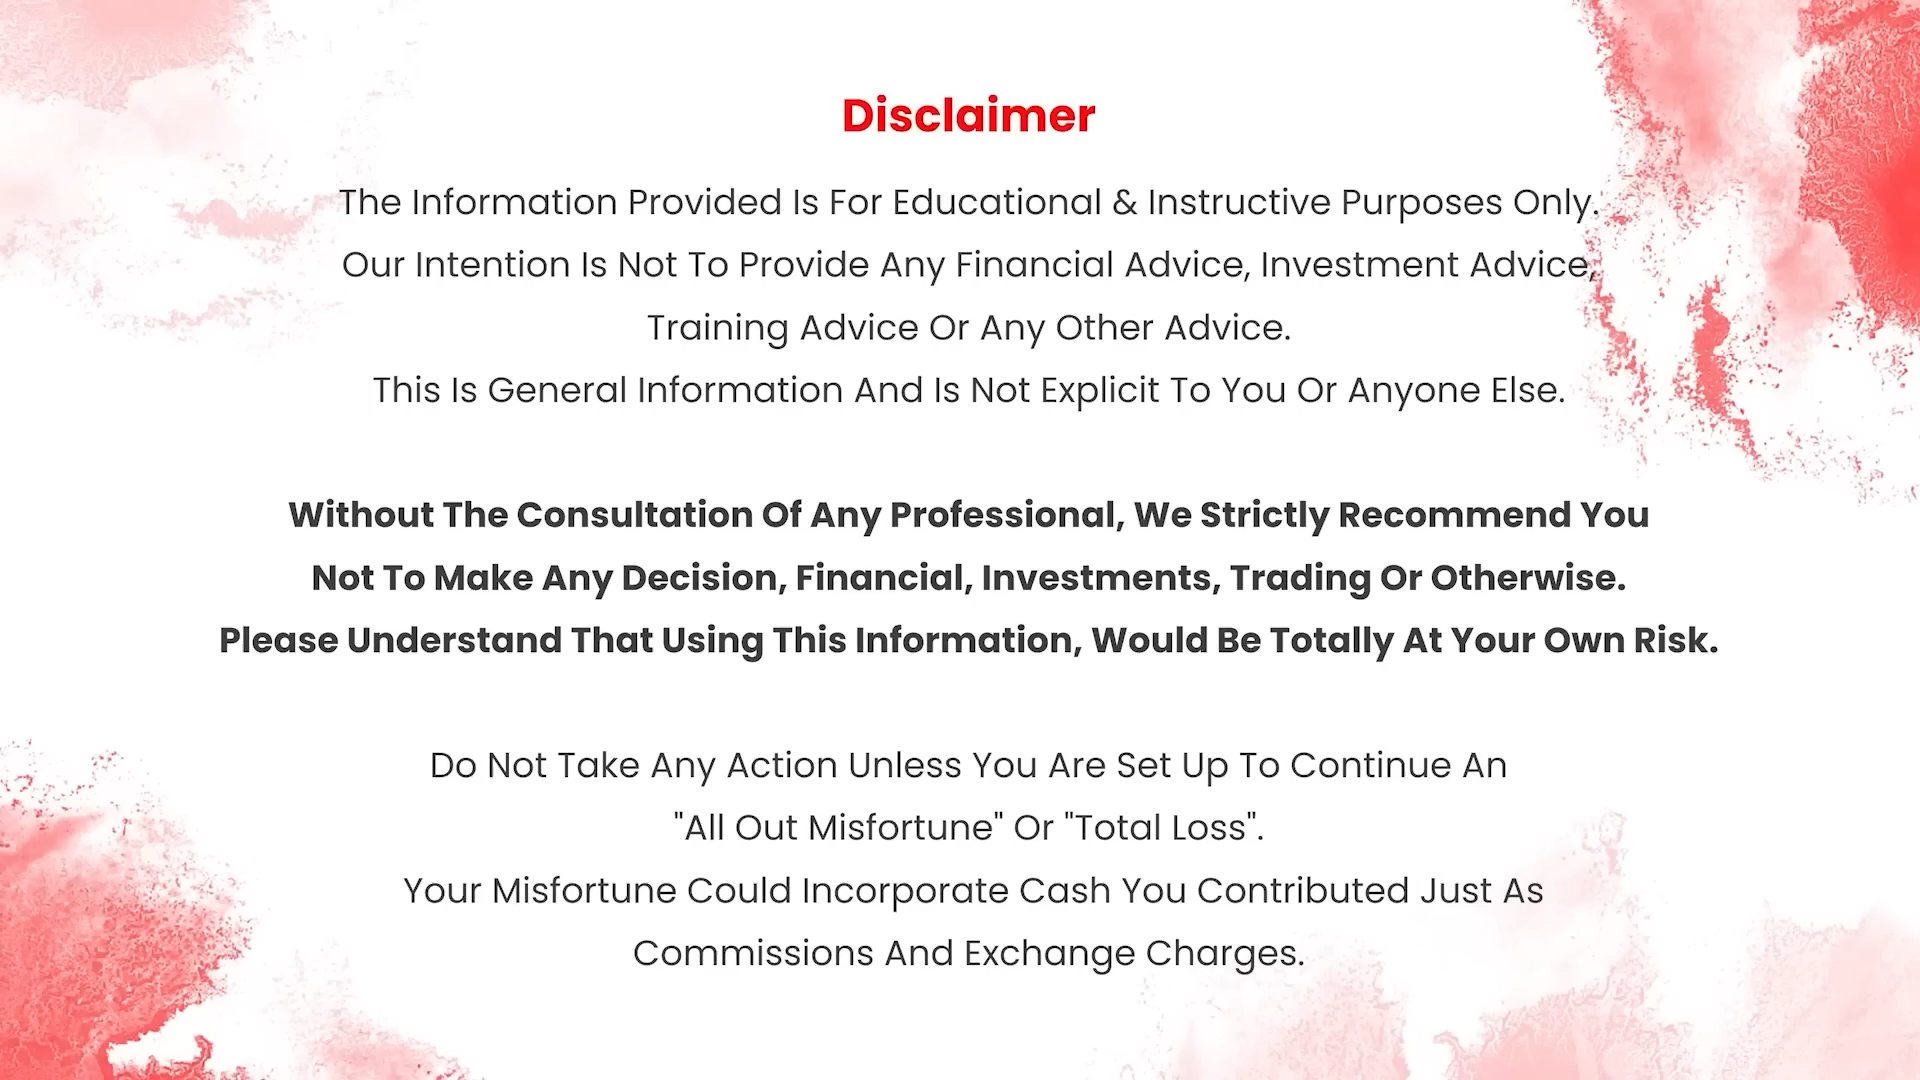 Disclaimer
The Information Provided Is For Educational & Instructive Purposes Only.
Our Intention Is Not To Provide Any Financial Advice, Investment Advice,
Training Advice Or Any Other Advice.
This Is General Information And Is Not Explicit To You Or Anyone Else.
Without The Consultation Of Any Professional, We Strictly Recommend You
Not To Make Any Decision, Financial, Investments, Trading Or Otherwise.
Please Understand That Using This Information, Would Be Totally At Your Own Risk.
Do Not Take Any Action Unless You Are Set Up To Continue An
"All Out Misfortune" Or "Total Loss".
Your Misfortune Could Incorporate Cash You Contributed Just As
Commissions And Exchange Charges.